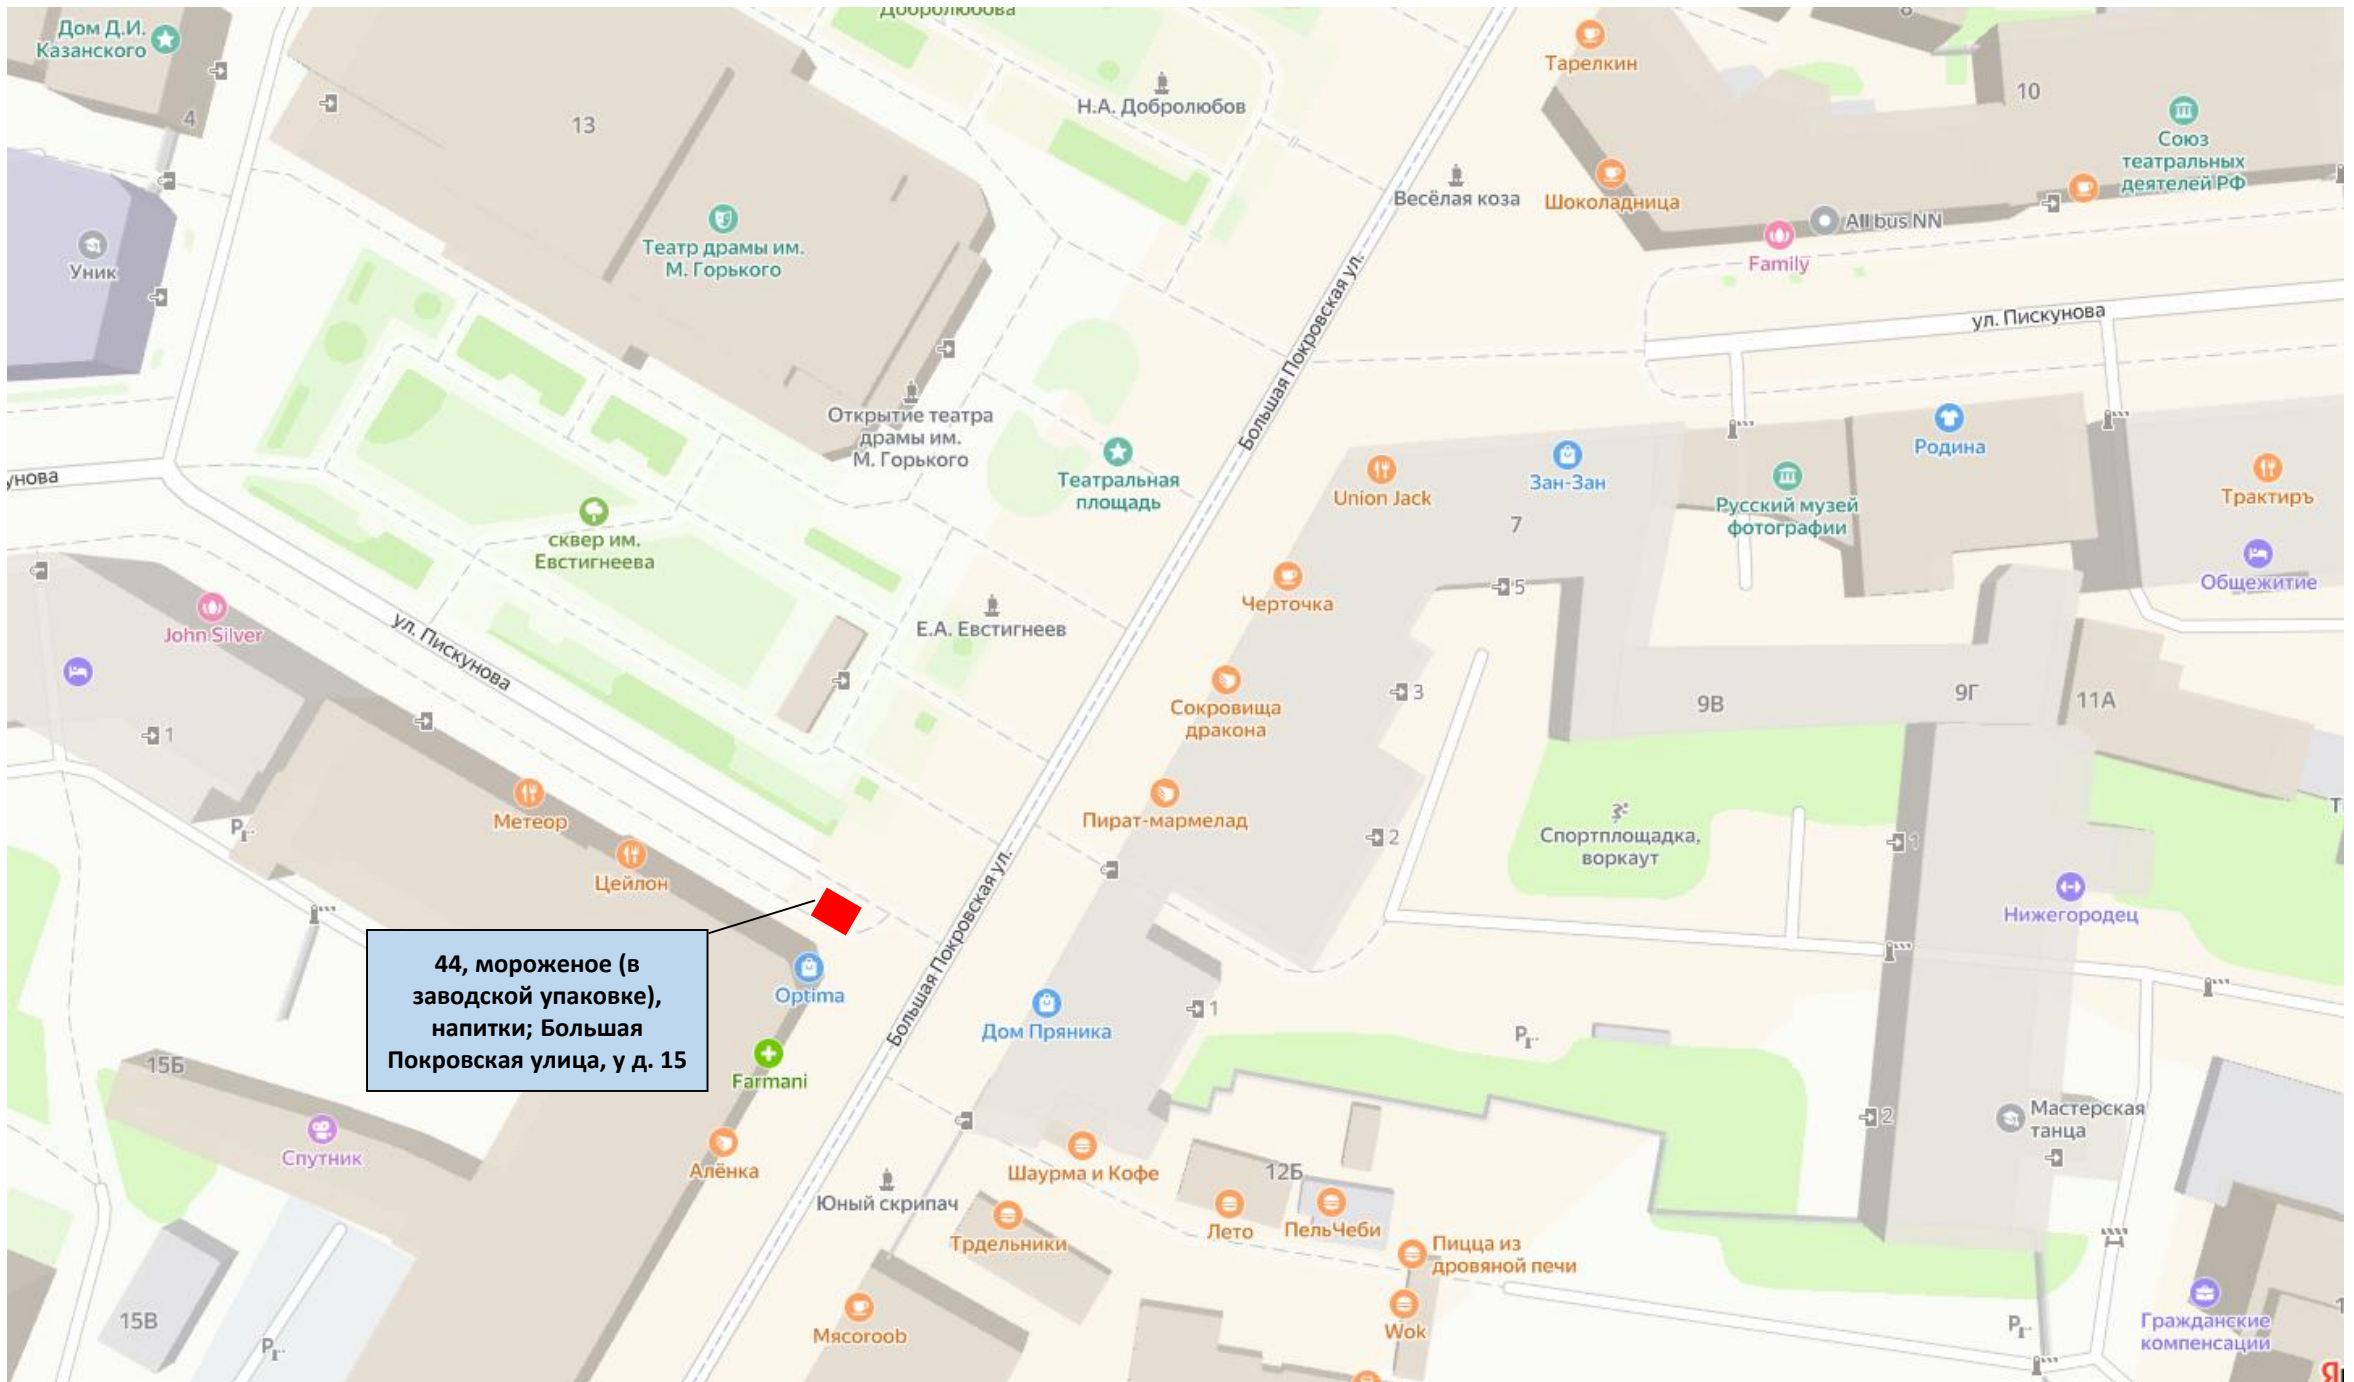 Добролюбова
Дом Д.И.
Казанского
4
13
Н.А. Добролюбов
Тарелкин
10
Союз
театральных
деятелей РФ
Весёлая коза
Шоколадница
All bus NN
Family
Уник
Театр драмы им.
М. Горького
Большая Покровская ул.
ул. Пискунова
Открытие театра
драмы им.
М. Горького
Театральная
площадь
Union Jack
Зан-Зан
Родина
Русский музей
фотографии
Трактиръ
7
унова
сквер им.
Евстигнеева
Общежитие
5
Черточка
Е.А. Евстигнеев
John Silver
ул. Пискунова
Сокровища
дракона
3
9В
9Г
11А
1
Метеор
Пират-мармелад
2
Спортплощадка,
воркаут
1
P
Цейлон
Большая Покровская ул.
Нижегородец
44, мороженое (в
заводской упаковке),
напитки; Большая
Покровская улица, у д. 15
Optima
Дом Пряника
1
P
15Б
Farmani
Мастерская
танца
2
Спутник
Алёнка
Юный скрипач
Шаурма и Кофе
12Б
Лето
ПельЧеби
Трдельники
Пицца из
дровяной печи
15В
P
Мясоroob
Wok
P
Гражданские
компенсации